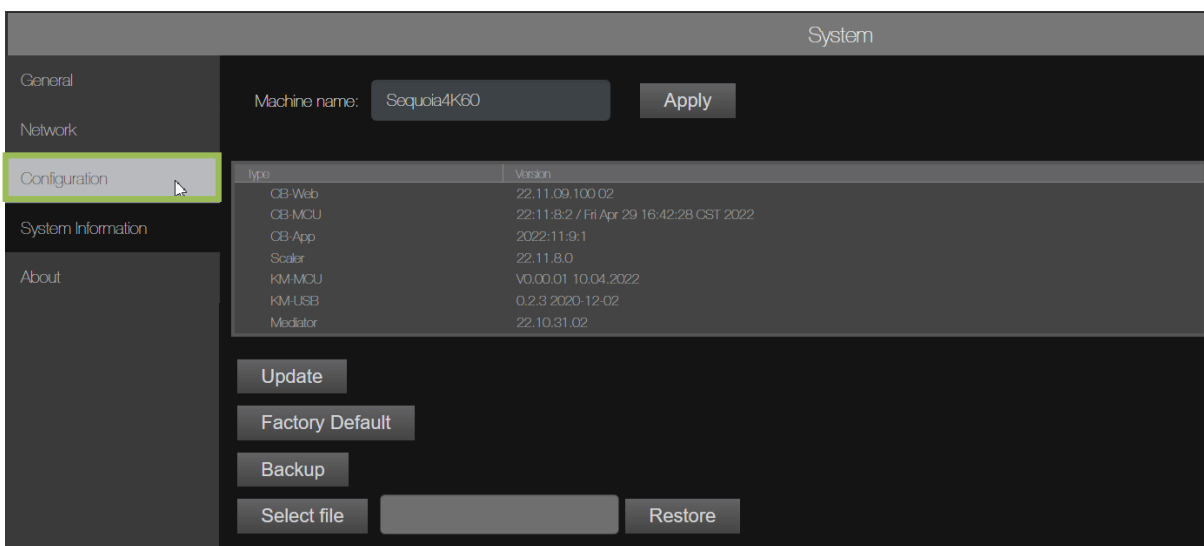 System
General
Network
Configuration
System Information
About
Machine name: Sequoia4K60 Apply
Type Version
CB-Web 22.11.09.100 02
CB-MCU 22:11:8:2 / Fri Apr 29 16:42:28 CST 2022
CB-App 2022:11:9:1
Scaler 22.11.8.0
KM-MCU V0.00.01 10.04.2022
KM-USB 0.2.3 2020-12-02
Mediator 22.10.31.02
Update
Factory Default
Backup
Select file Restore